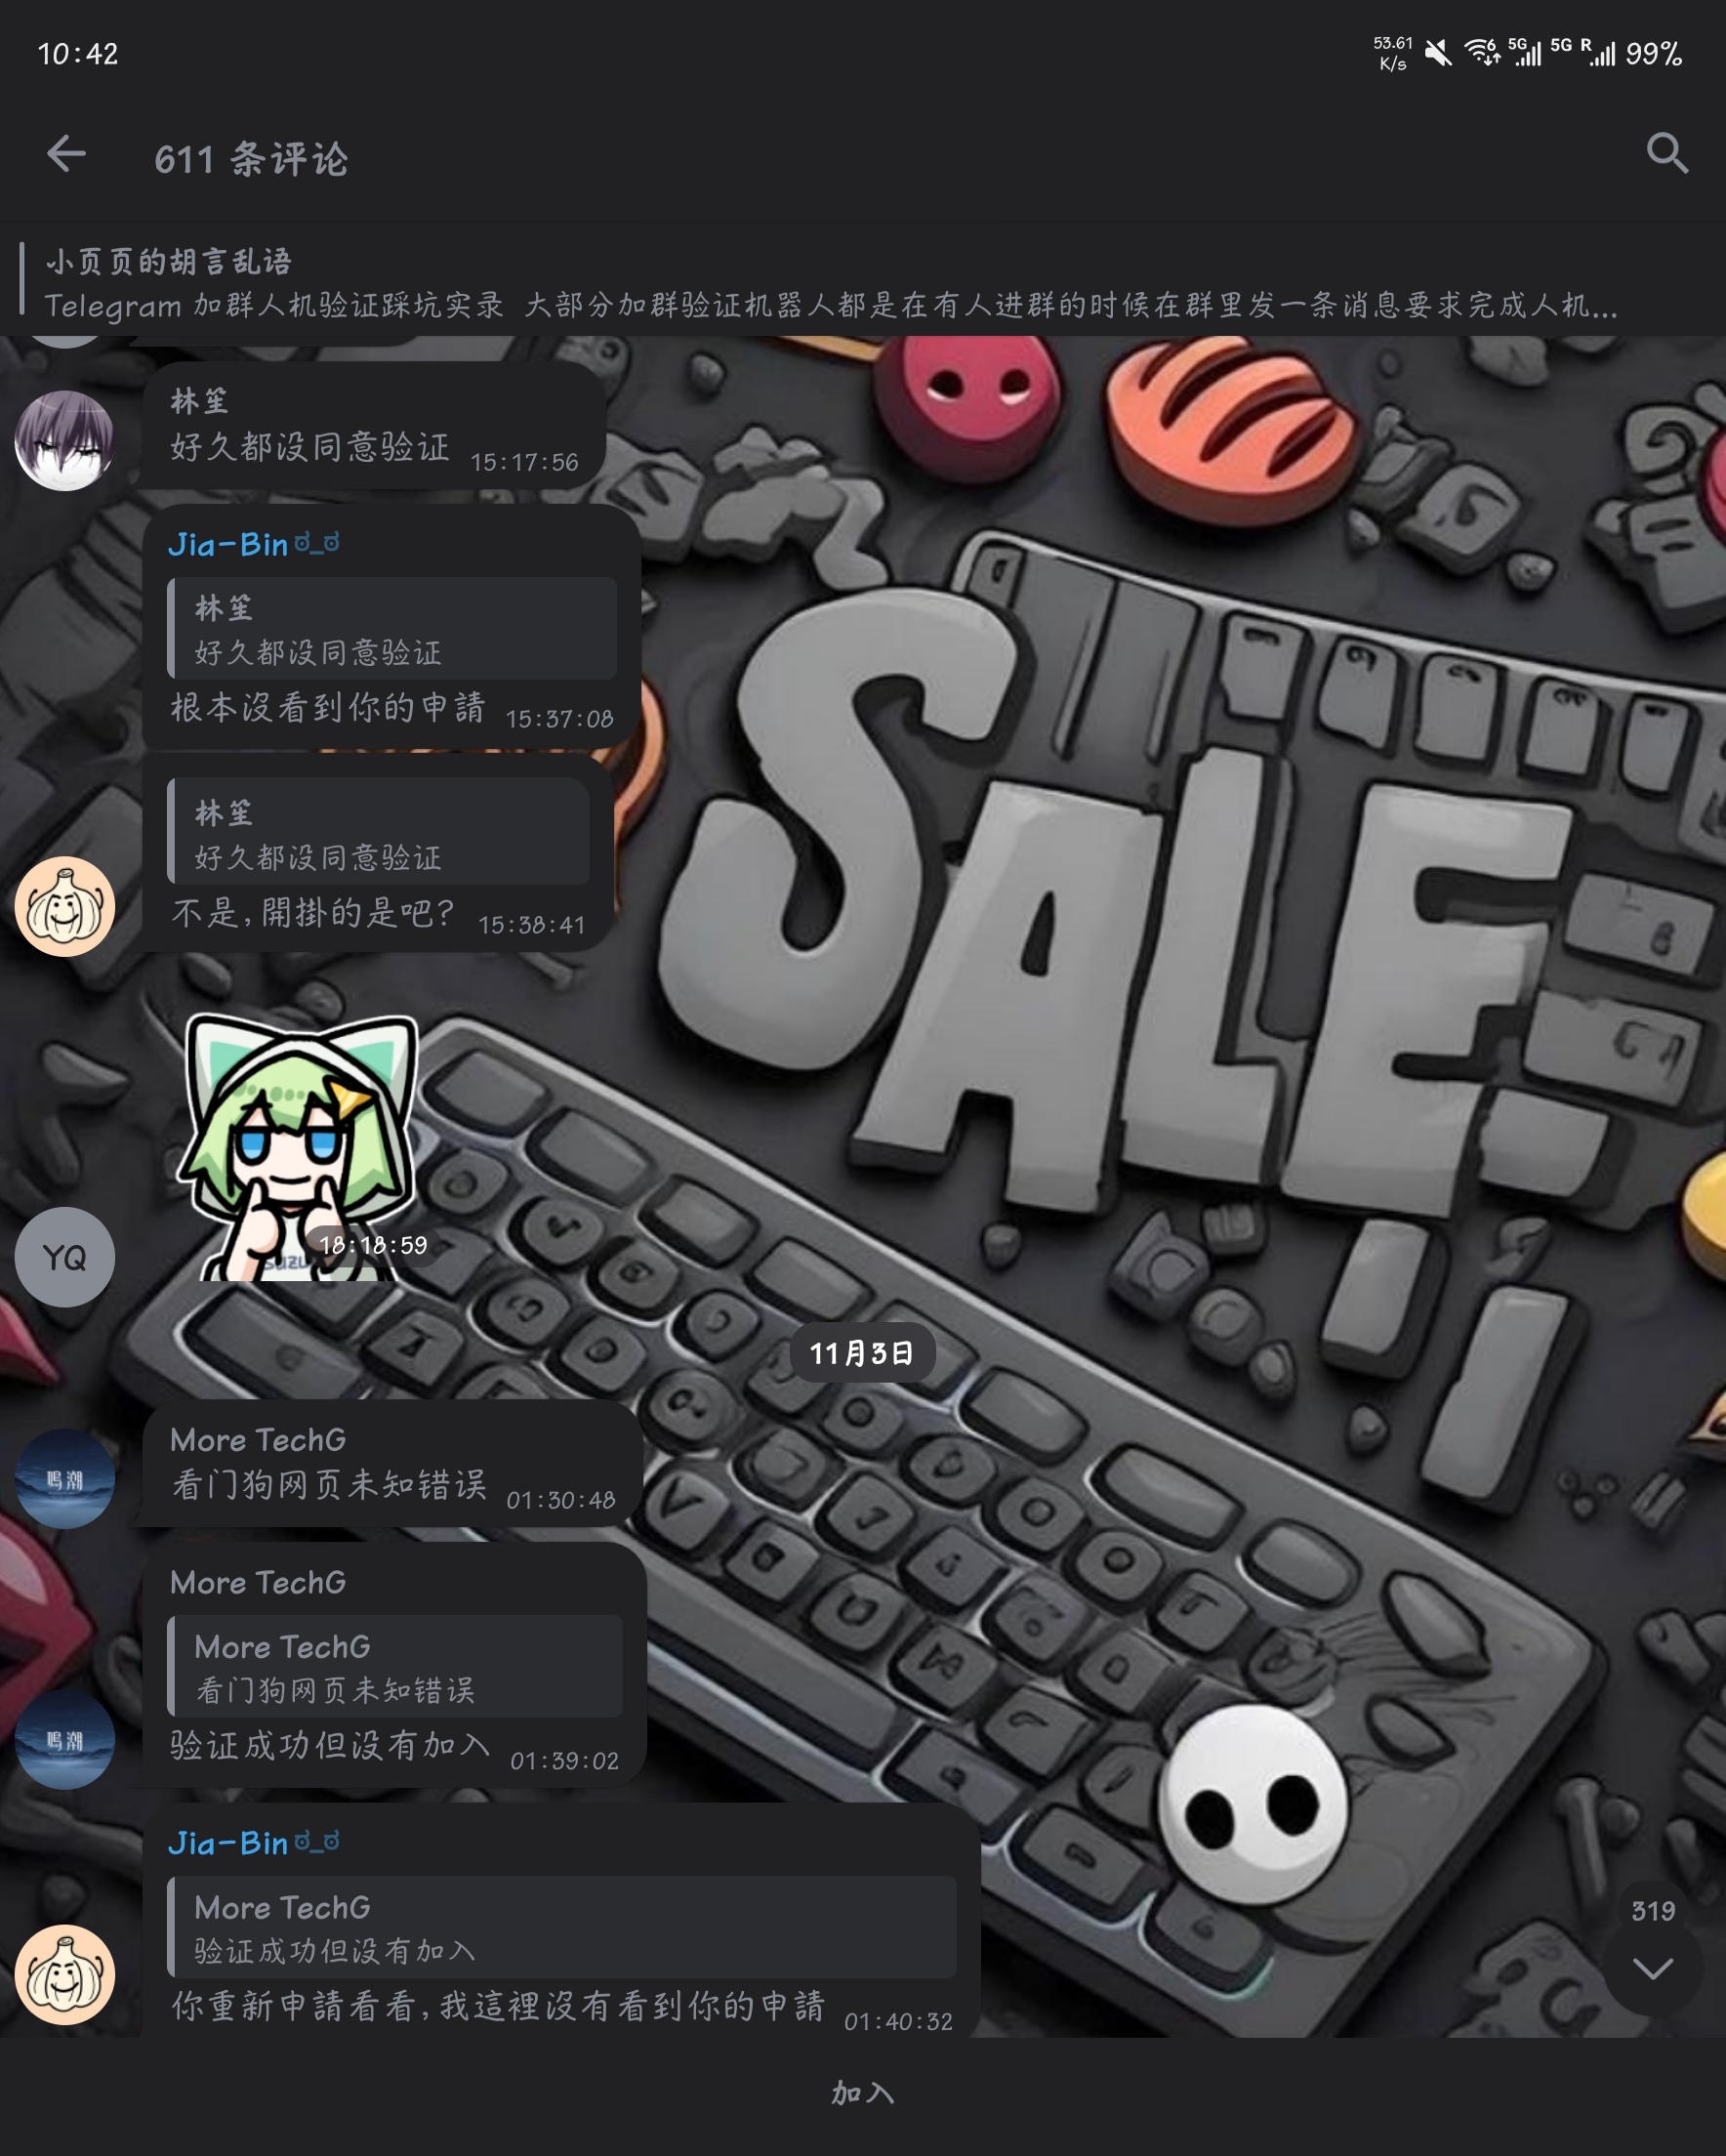 10:42
53.61
K/s
6
5G
5G R
99%
611 条评论
小页页的胡言乱语
Telegram 加群人机验证踩坑实录 大部分加群验证机器人都是在有人进群的时候在群里发一条消息要求完成人机...
林笙
好久都没同意验证 15:17:56
Jia-Bin ಠ_ಠ
林笙
好久都没同意验证
根本沒看到你的申請 15:37:08
林笙
好久都没同意验证
不是,開掛的是吧? 15:38:41
SALE
suzu
18:18:59
YQ
11月3日
鸣潮
More TechG
看门狗网页未知错误 01:30:48
More TechG
More TechG
看门狗网页未知错误
鸣潮
验证成功但没有加入 01:39:02
Jia-Bin ಠ_ಠ
More TechG
验证成功但没有加入
319
你重新申請看看,我這裡沒有看到你的申請 01:40:32
加入